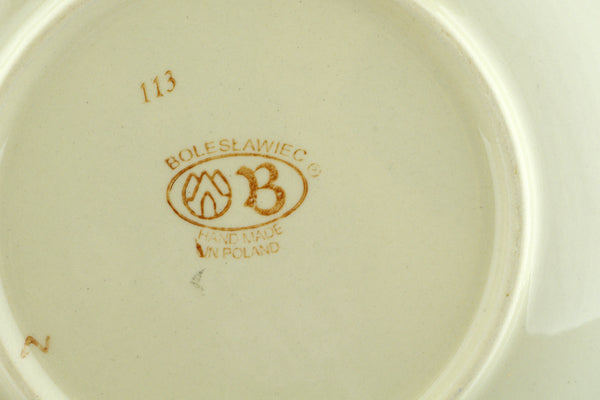 113
BOLESŁAWIEC ®
B
HAND MADE
IN POLAND
N